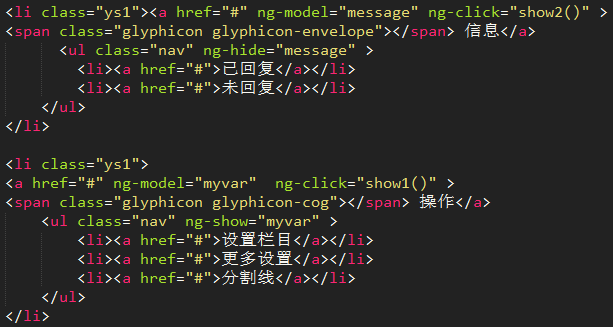 <li class="ys1"><a href="#" ng-model="message" ng-click="show2()" >
<span class="glyphicon glyphicon-envelope"></span> 信息</a>
<ul class="nav" ng-hide="message" >
<li><a href="#">已回复</a></li>
<li><a href="#">未回复</a></li>
</ul>
</li>
<li class="ys1">
<a href="#" ng-model="myvar"  ng-click="show1()" >
<span class="glyphicon glyphicon-cog"></span> 操作</a>
<ul class="nav" ng-show="myvar" >
<li><a href="#">设置栏目</a></li>
<li><a href="#">更多设置</a></li>
<li><a href="#">分割线</a></li>
</ul>
</li>